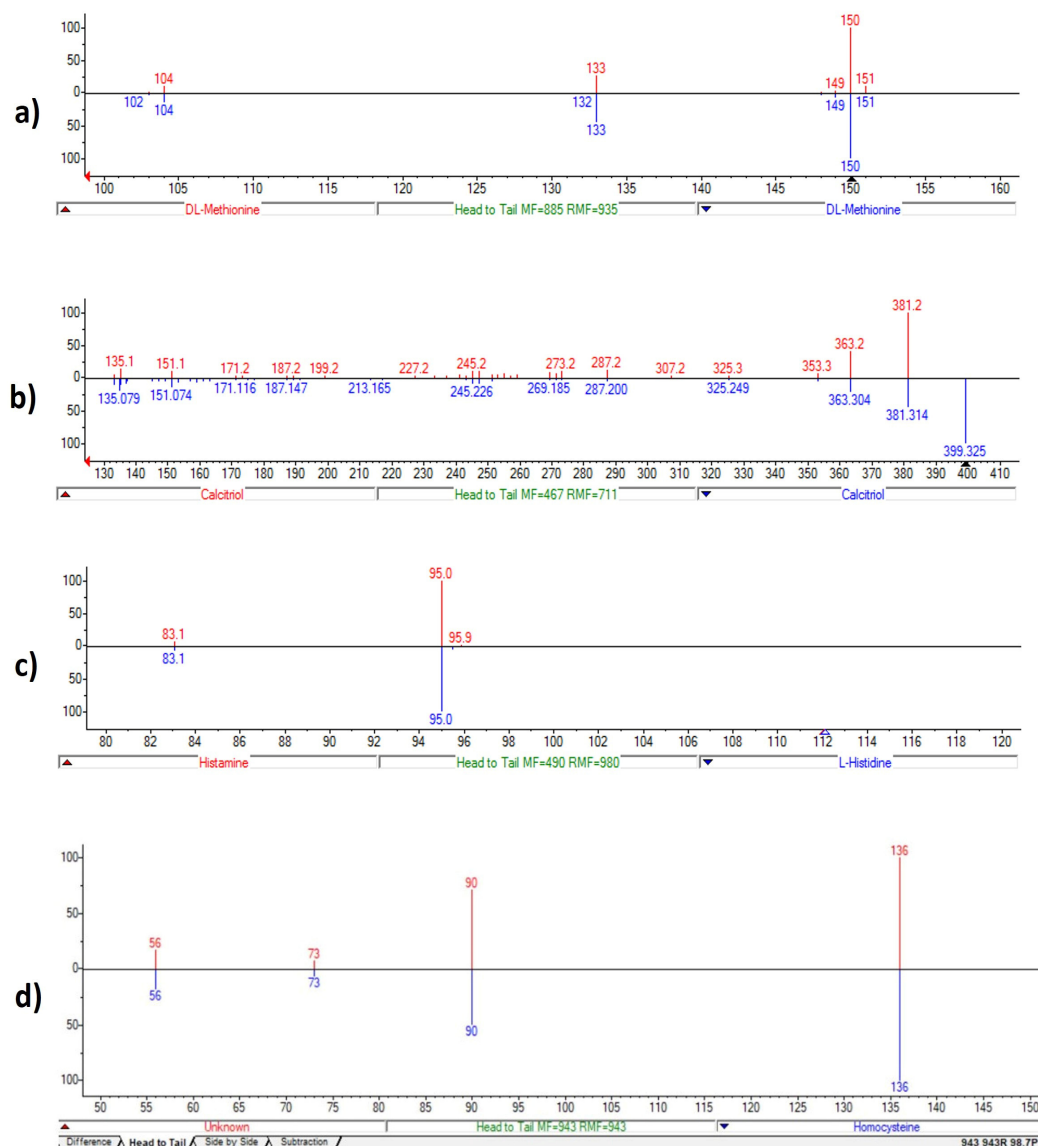 a)
100
50
0
50
100
104
133
150
149
151
102
104
132
133
149
151
150
100 105 110 115 120 125 130 135 140 145 150 155 160
DL-Methionine Head to Tail MF=885 RMF=935 DL-Methionine
b)
100
50
0
50
100
135.1 151.1 171.2 187.2 199.2 227.2 245.2 273.2 287.2 307.2 325.3 353.3 363.2 381.2
135.079 151.074 171.116 187.147 213.165 245.226 269.185 287.200 325.249 363.304 381.314 399.325
130 140 150 160 170 180 190 200 210 220 230 240 250 260 270 280 290 300 310 320 330 340 350 360 370 380 390 400 410
Calcitriol Head to Tail MF=467 RMF=711 Calcitriol
c)
100
50
0
50
100
83.1 95.0 95.9
83.1 95.0
80 82 84 86 88 90 92 94 96 98 100 102 104 106 108 110 112 114 116 118 120
Histamine Head to Tail MF=490 RMF=980 L-Histidine
d)
100
50
0
50
100
56 73 90 136
56 73 90 136
50 55 60 65 70 75 80 85 90 95 100 105 110 115 120 125 130 135 140 145 150
Unknown Head to Tail MF=943 RMF=943 Homocysteine
Difference Head to Tail Side by Side Subtraction 943 943R 98.7P